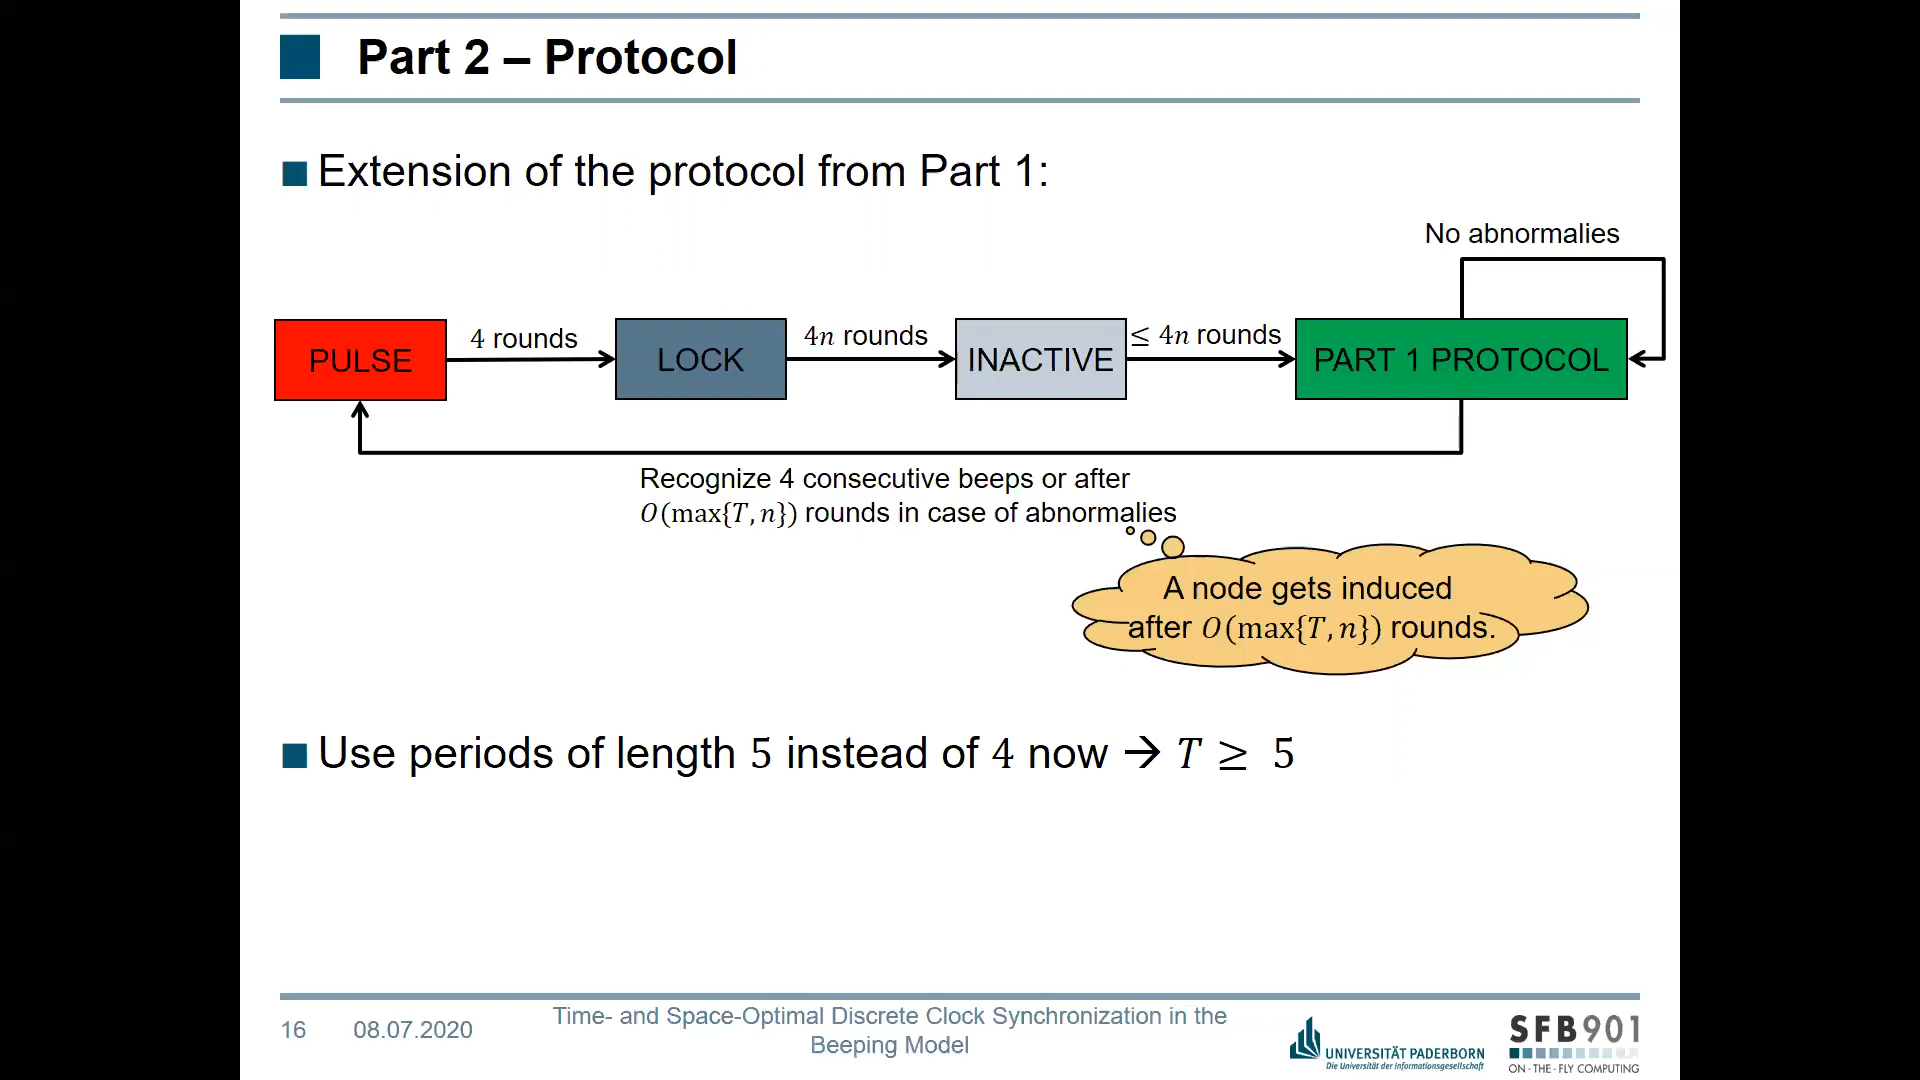 Part 2 – Protocol
Extension of the protocol from Part 1:
No abnormalies
PULSE
4 rounds
LOCK
4n rounds
INACTIVE
≤ 4n rounds
PART 1 PROTOCOL
Recognize 4 consecutive beeps or after
O(max{T, n}) rounds in case of abnormalies
A node gets induced
after O(max{T, n}) rounds.
Use periods of length 5 instead of 4 now → T ≥ 5
16
08.07.2020
Time- and Space-Optimal Discrete Clock Synchronization in the
Beeping Model
UNIVERSITÄT PADERBORN
Die Universität der Informationsgesellschaft
SFB901
ON-THE-FLY COMPUTING